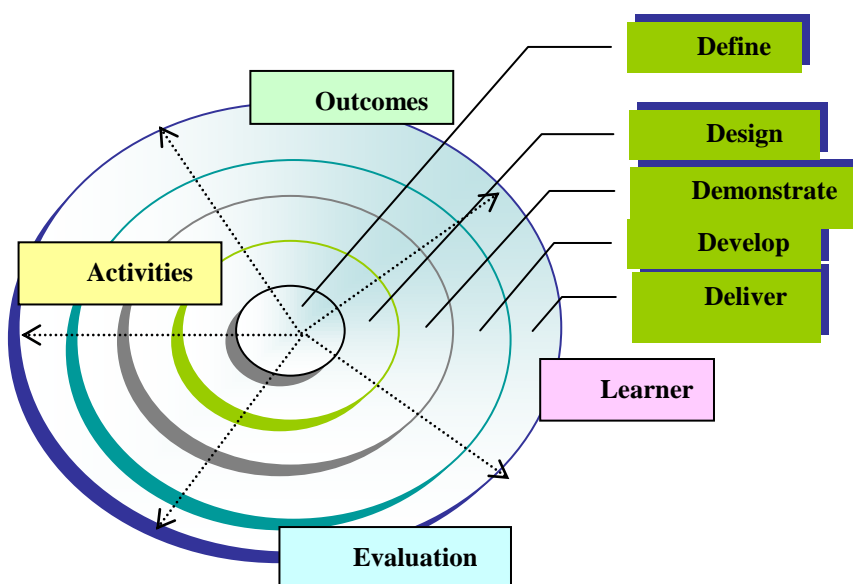 Define
Outcomes
Design
Demonstrate
Develop
Activities
Deliver
Learner
Evaluation